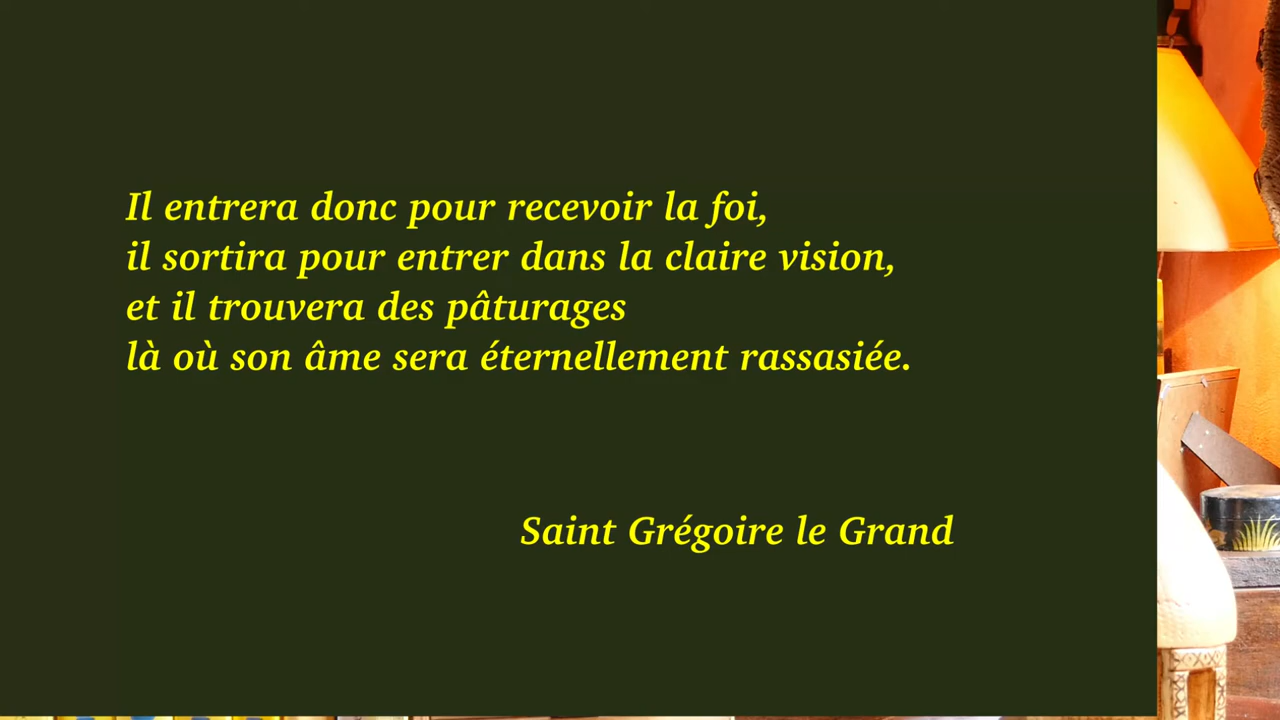 Il entrera donc pour recevoir la foi,
il sortira pour entrer dans la claire vision,
et il trouvera des pâturages
là où son âme sera éternellement rassasiée.
Saint Grégoire le Grand